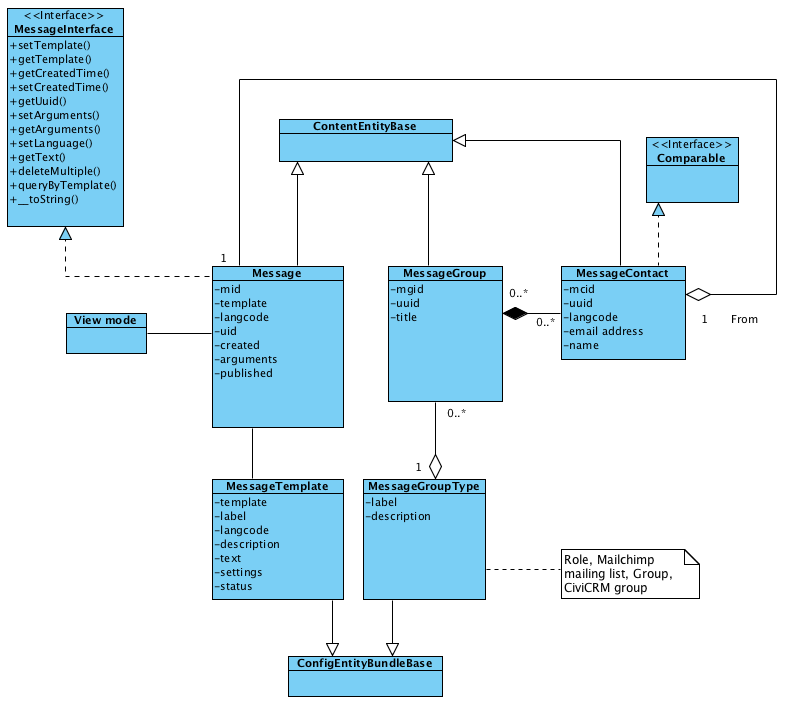 <<Interface>>
MessageInterface
+setTemplate()
+getTemplate()
+getCreatedTime()
+setCreatedTime()
+getUuid()
+setArguments()
+getArguments()
+setLanguage()
+getText()
+deleteMultiple()
+queryByTemplate()
+__toString()
ContentEntityBase
<<Interface>>
Comparable
1
Message
-mid
-template
-langcode
-uid
-created
-arguments
-published
MessageGroup
-mgid
-uuid
-title
0..*
0..*
MessageContact
-mcid
-uuid
-langcode
-email address
-name
1
From
View mode
0..*
1
MessageTemplate
-template
-label
-langcode
-description
-text
-settings
-status
MessageGroupType
-label
-description
Role, Mailchimp
mailing list, Group,
CiviCRM group
ConfigEntityBundleBase